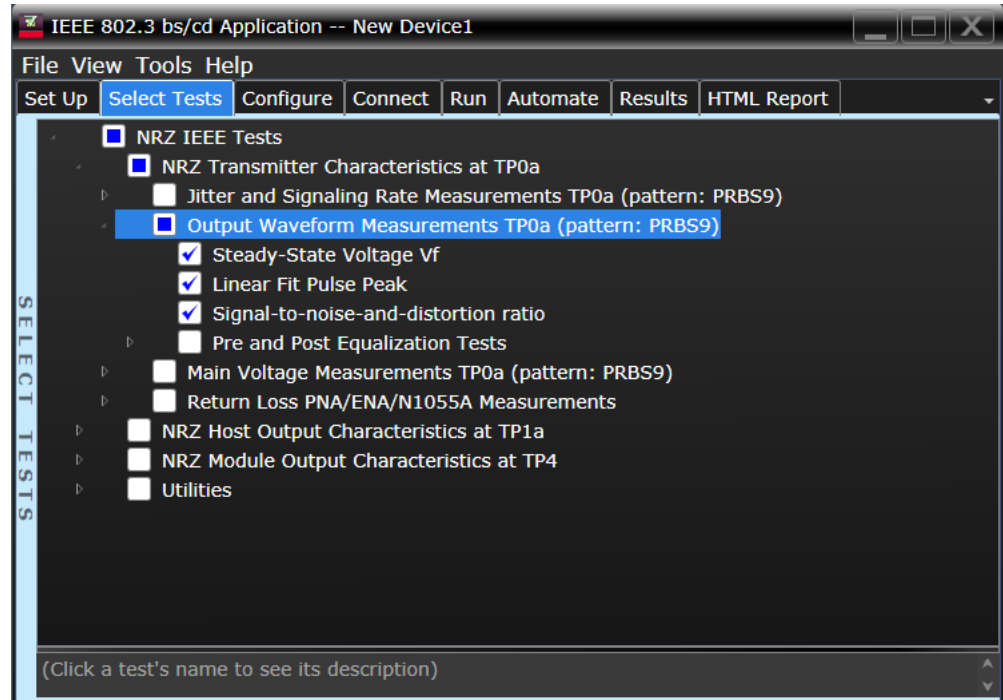 IEEE 802.3 bs/cd Application -- New Device1
File View Tools Help
Set Up Select Tests Configure Connect Run Automate Results HTML Report
NRZ IEEE Tests
NRZ Transmitter Characteristics at TP0a
Jitter and Signaling Rate Measurements TP0a (pattern: PRBS9)
Output Waveform Measurements TP0a (pattern: PRBS9)
Steady-State Voltage Vf
Linear Fit Pulse Peak
Signal-to-noise-and-distortion ratio
Pre and Post Equalization Tests
Main Voltage Measurements TP0a (pattern: PRBS9)
Return Loss PNA/ENA/N1055A Measurements
NRZ Host Output Characteristics at TP1a
NRZ Module Output Characteristics at TP4
Utilities
SELECT TESTS
(Click a test's name to see its description)